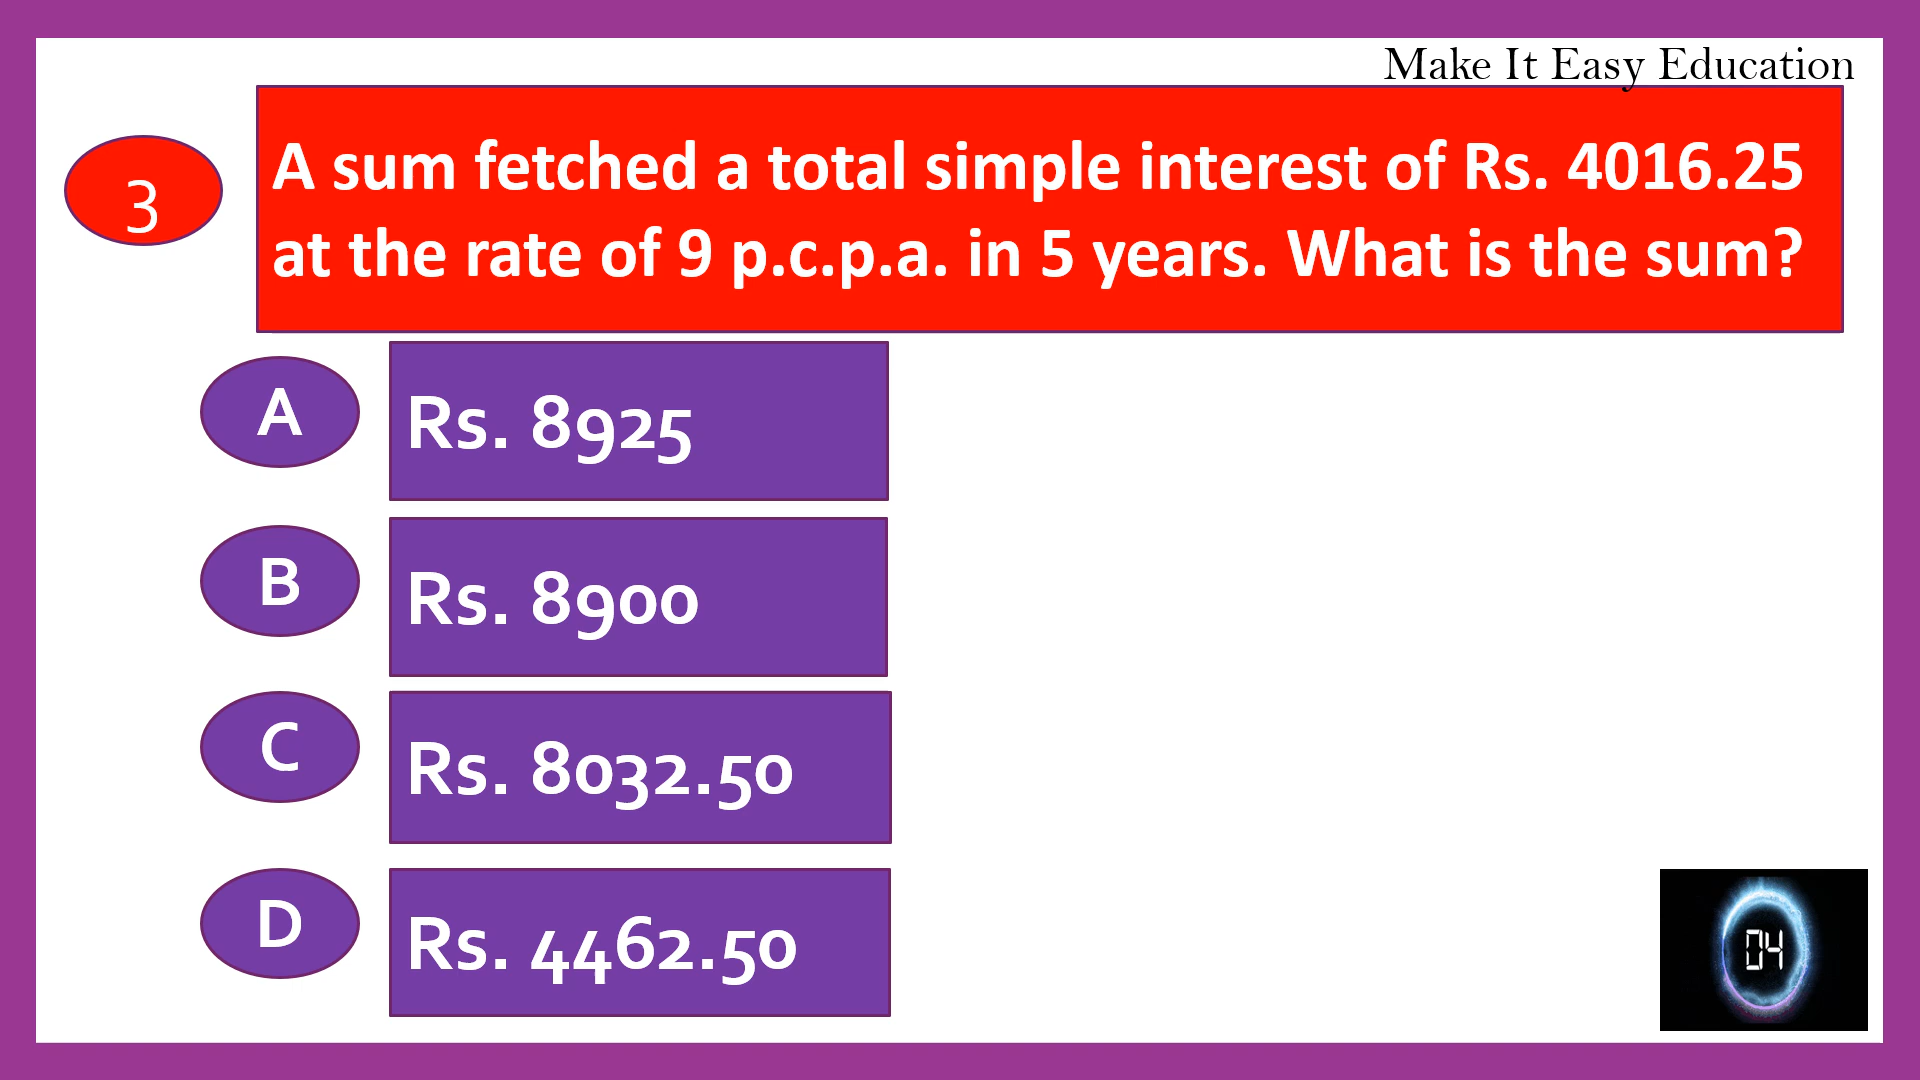 Make It Easy Education
3
A sum fetched a total simple interest of Rs. 4016.25
at the rate of 9 p.c.p.a. in 5 years. What is the sum?
A
Rs. 8925
B
Rs. 8900
C
Rs. 8032.50
D
Rs. 4462.50
04